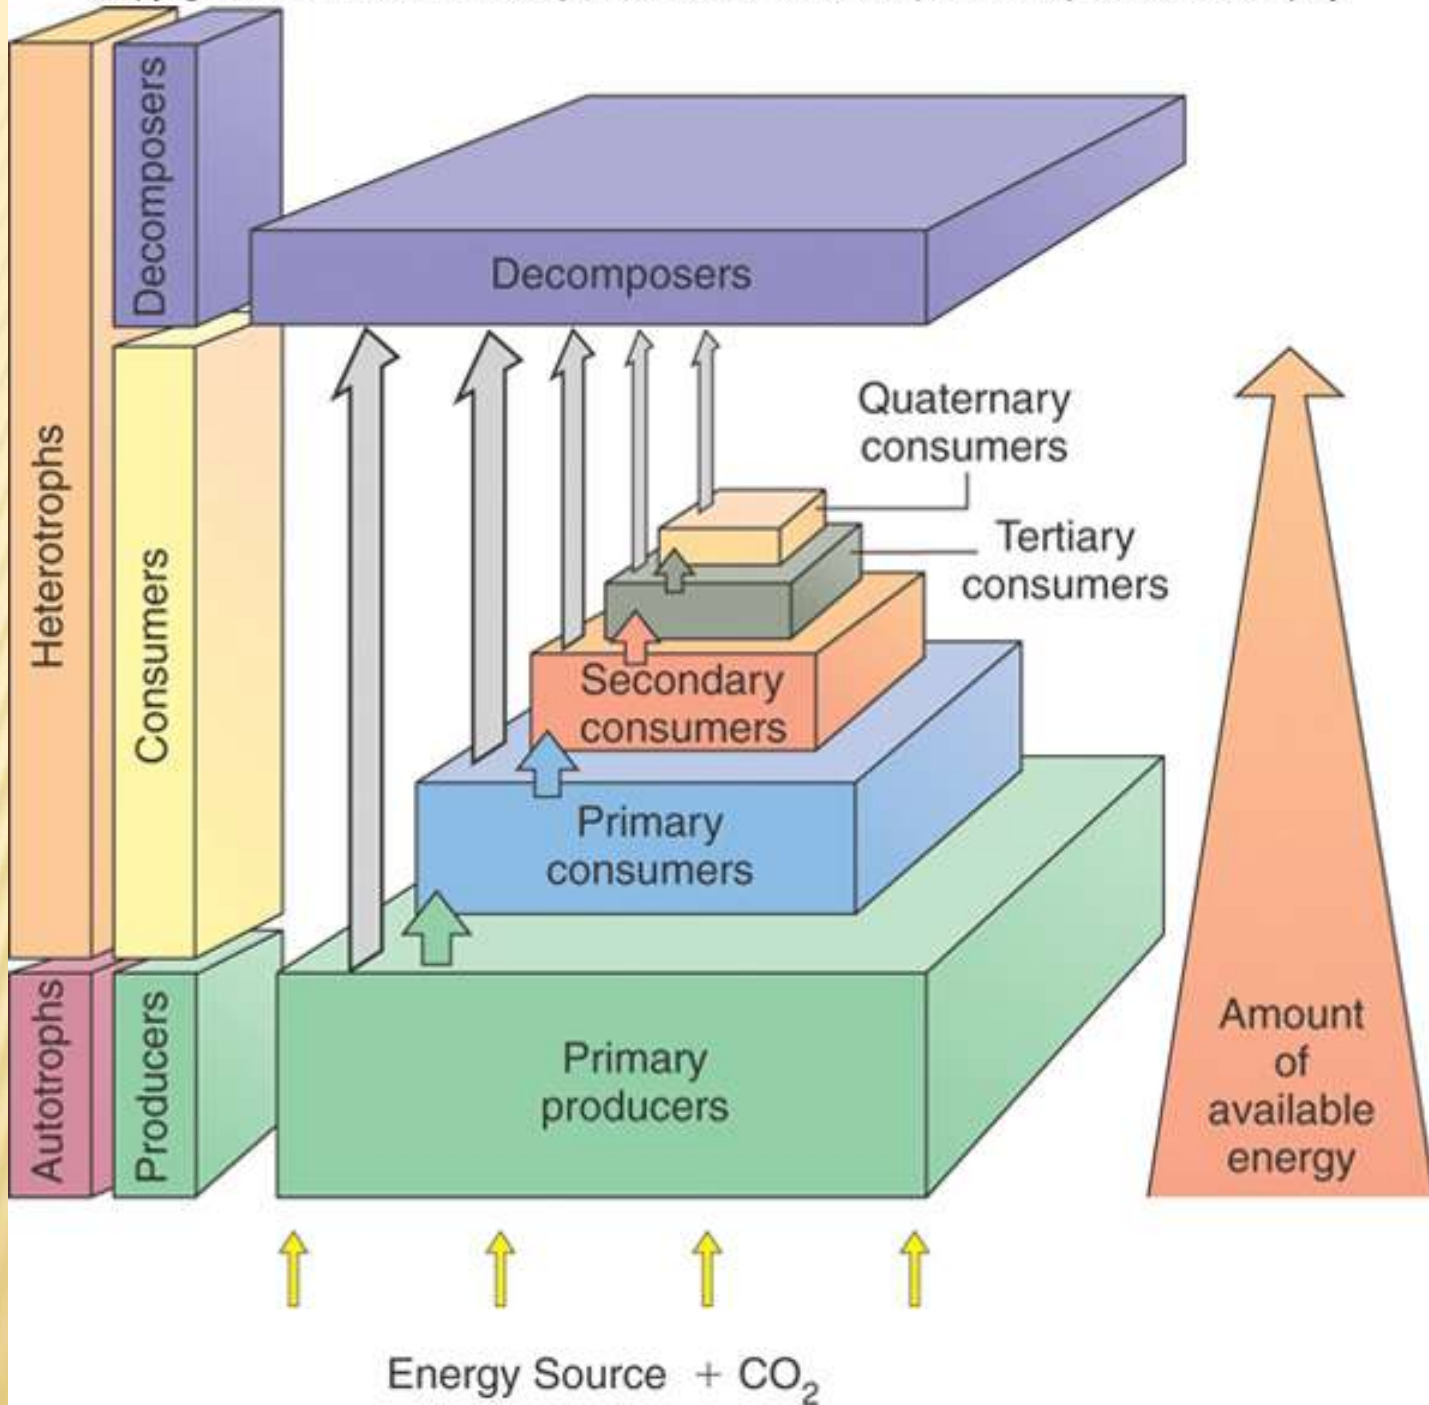 Decomposers
Heterotrophs
Consumers
Autotrophs
Producers
Decomposers
Quaternary
consumers
Tertiary
consumers
Secondary
consumers
Primary
consumers
Primary
producers
Amount
of
available
energy
Energy Source + CO₂